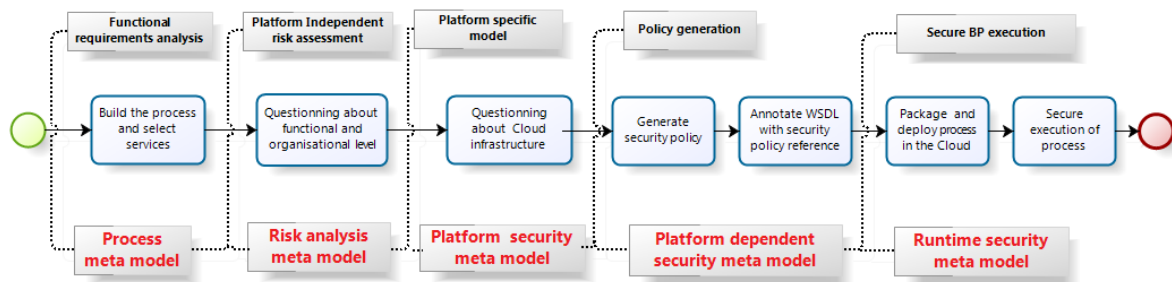 Functional
requirements analysis
Platform Independent
risk assessment
Platform specific
model
Policy generation
Secure BP execution
Build the process
and select
services
Questionning about
functional and
organisational level
Questionning
about Cloud
infrastructure
Generate
security policy
Annotate WSDL
with security
policy reference
Package and
deploy process
in the Cloud
Secure
execution of
process
Process
meta model
Risk analysis
meta model
Platform security
meta model
Platform dependent
security meta model
Runtime security
meta model